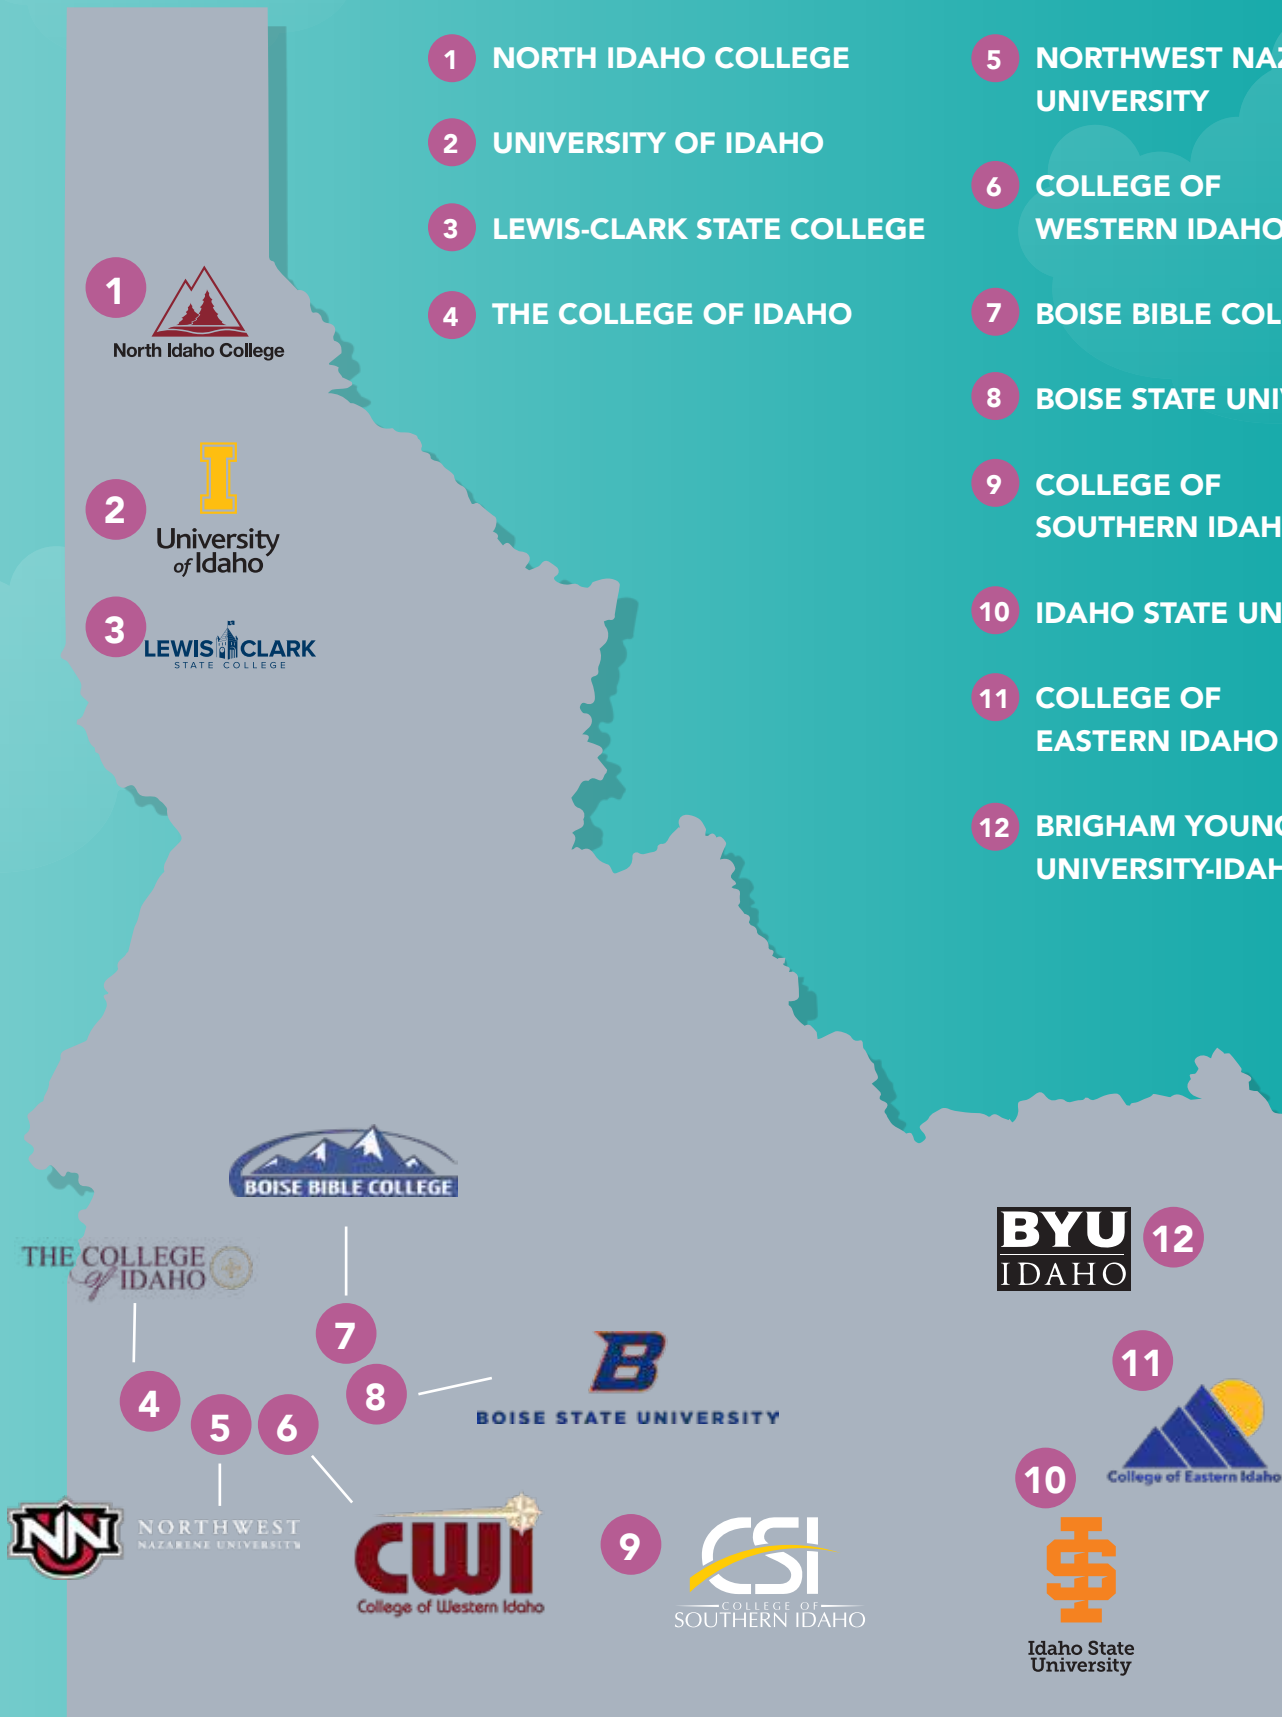 1 NORTH IDAHO COLLEGE
2 UNIVERSITY OF IDAHO
3 LEWIS-CLARK STATE COLLEGE
4 THE COLLEGE OF IDAHO
5 NORTHWEST NAZ
UNIVERSITY
6 COLLEGE OF
WESTERN IDAHO
7 BOISE BIBLE COL
8 BOISE STATE UNI
9 COLLEGE OF
SOUTHERN IDAH
10 IDAHO STATE UN
11 COLLEGE OF
EASTERN IDAHO
12 BRIGHAM YOUNG
UNIVERSITY-IDAH
1
North Idaho College
2
I
University
of Idaho
3
LEWIS CLARK
STATE COLLEGE
BOISE BIBLE COLLEGE
THE COLLEGE
of IDAHO
BYU
IDAHO
12
7
8
B
BOISE STATE UNIVERSITY
11
College of Eastern Idaho
4
5
6
10
NN
NORTHWEST
NAZARENE UNIVERSITY
CWI
College of Western Idaho
9
CSI
COLLEGE OF
SOUTHERN IDAHO
IS
Idaho State
University